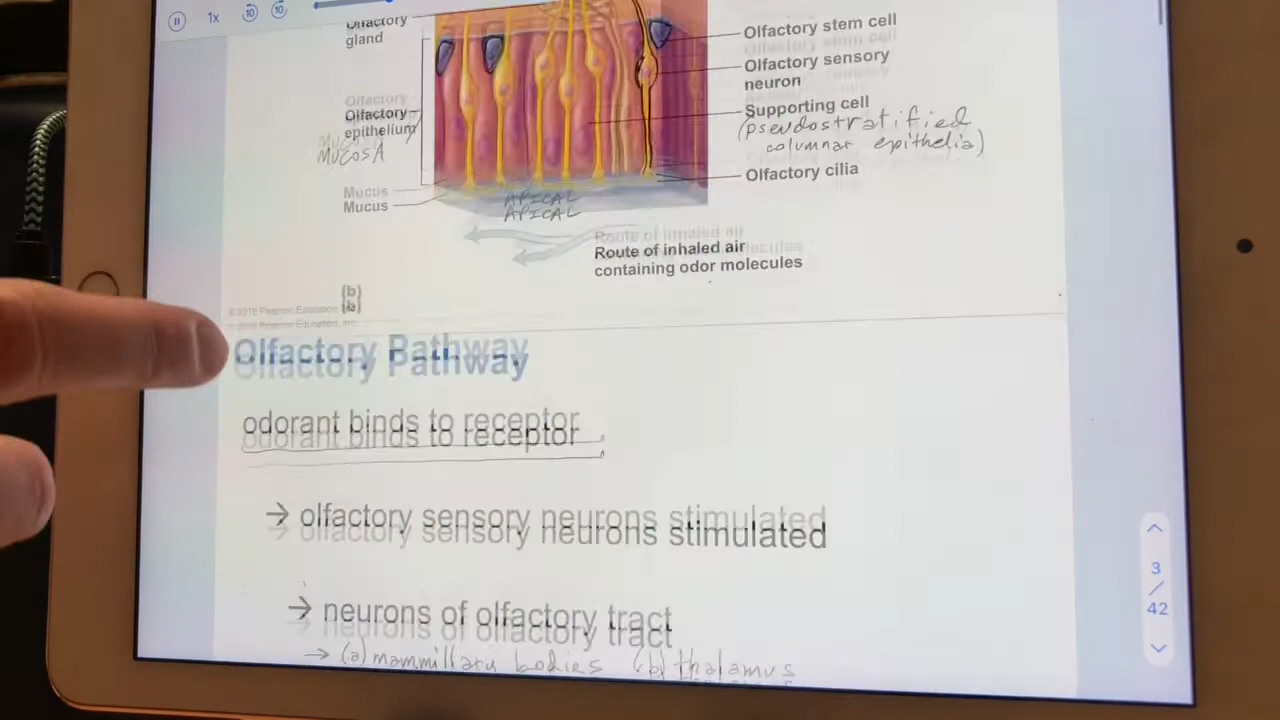 1x
10
10
Olfactory
gland
Olfactory stem cell
Olfactory sensory
neuron
Olfactory
epithelium
MUCOSA
Supporting cell
(pseudostratified
columnar epithelia)
Olfactory cilia
Mucus
APICAL
Route of inhaled air
containing odor molecules
(b)
Olfactory Pathway
odorant binds to receptor
→ olfactory sensory neurons stimulated
→ neurons of olfactory tract
→ (a) mammillary bodies (b) thalamus
3
/
42